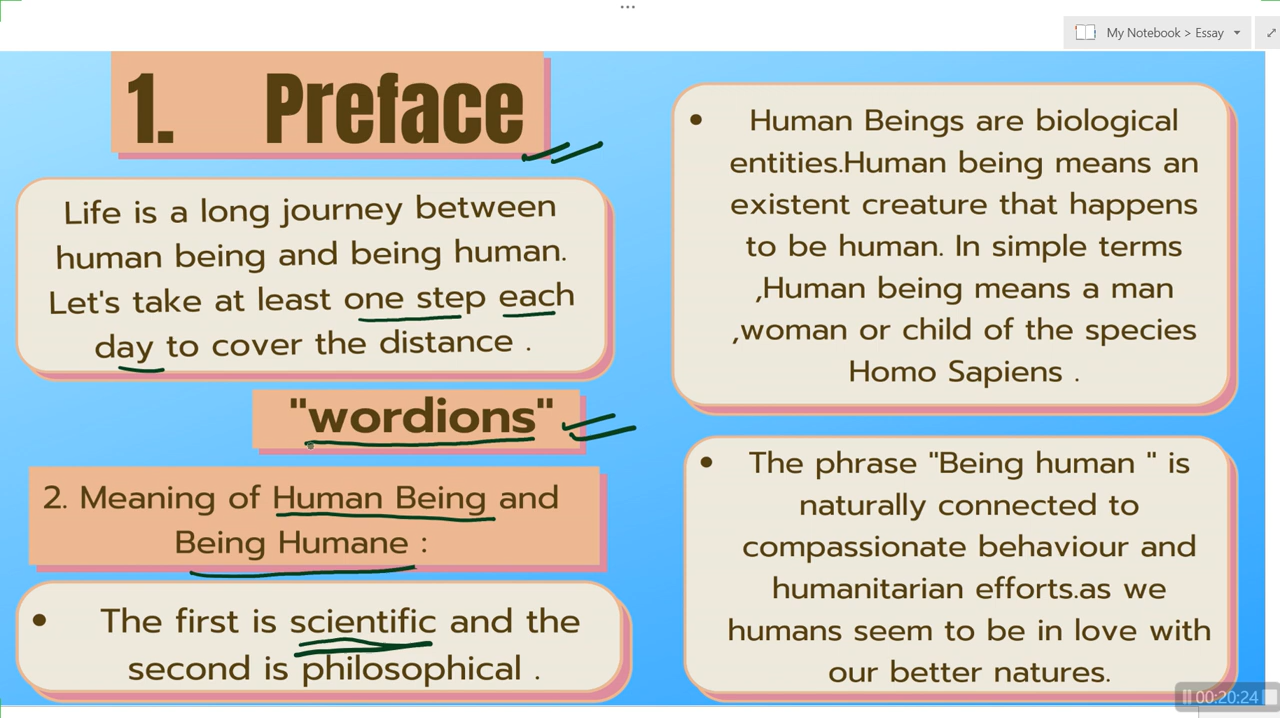 My Notebook > Essay
1. Preface
Life is a long journey between
human being and being human.
Let's take at least one step each
day to cover the distance .
"wordions"
2. Meaning of Human Being and
Being Humane :
• The first is scientific and the
second is philosophical .
• Human Beings are biological
entities.Human being means an
existent creature that happens
to be human. In simple terms
,Human being means a man
,woman or child of the species
Homo Sapiens .
• The phrase "Being human " is
naturally connected to
compassionate behaviour and
humanitarian efforts.as we
humans seem to be in love with
our better natures.
00:20:24